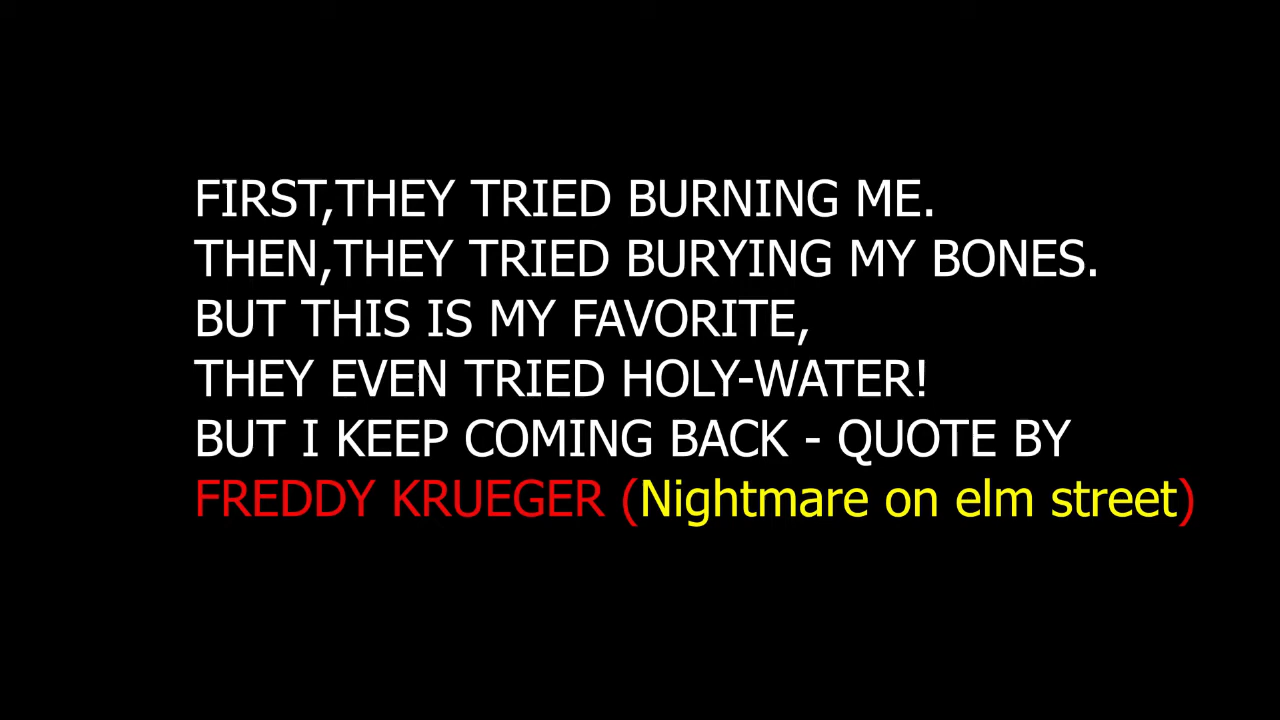 FIRST,THEY TRIED BURNING ME.
THEN,THEY TRIED BURYING MY BONES.
BUT THIS IS MY FAVORITE,
THEY EVEN TRIED HOLY-WATER!
BUT I KEEP COMING BACK - QUOTE BY
FREDDY KRUEGER (Nightmare on elm street)